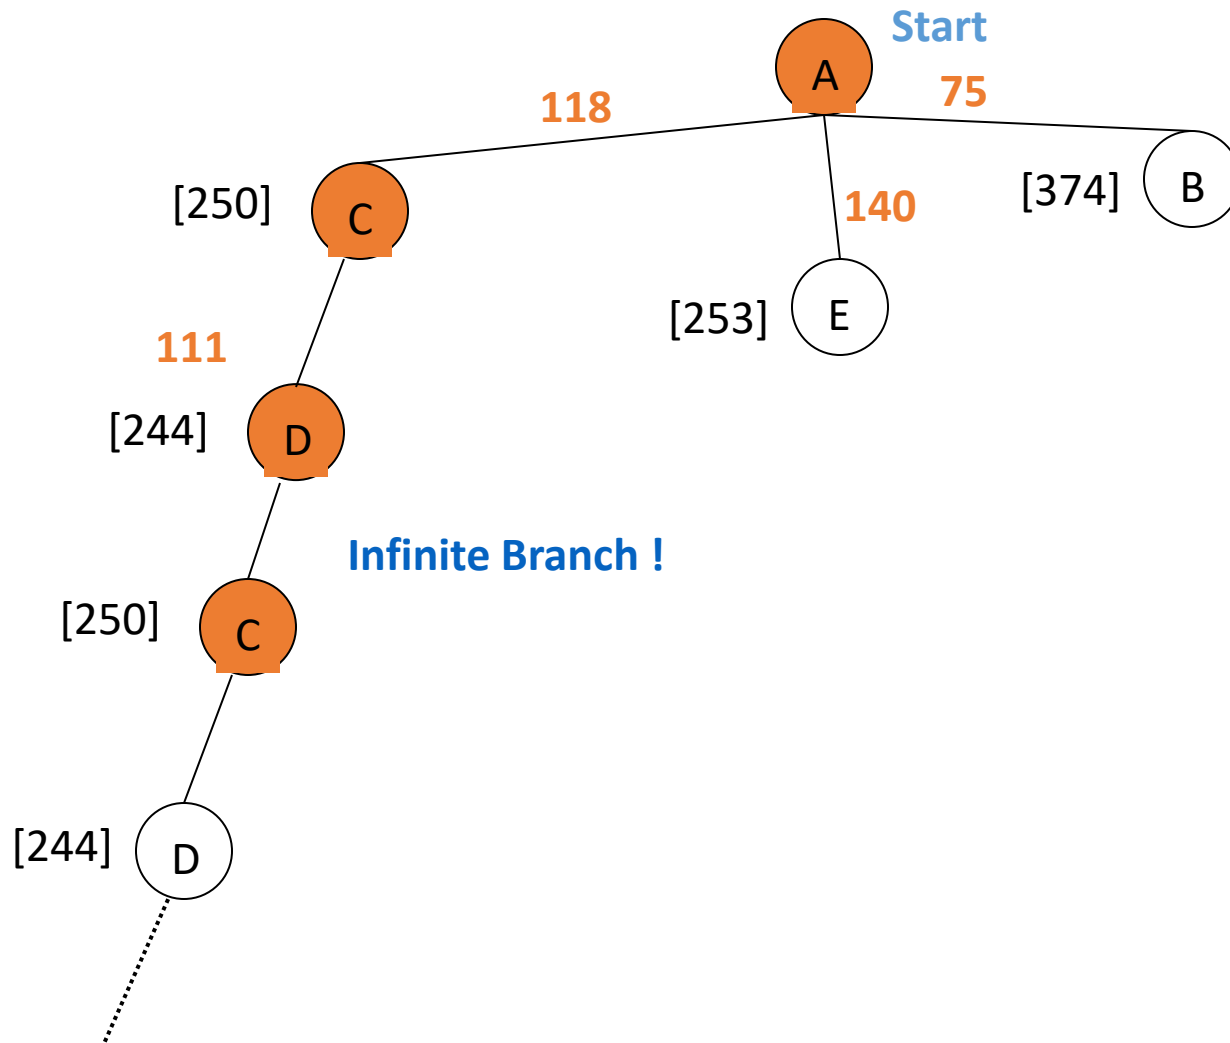 Start
A
75
118
[250]
C
140
[374]
B
[253]
E
111
[244]
D
Infinite Branch !
[250]
C
[244]
D